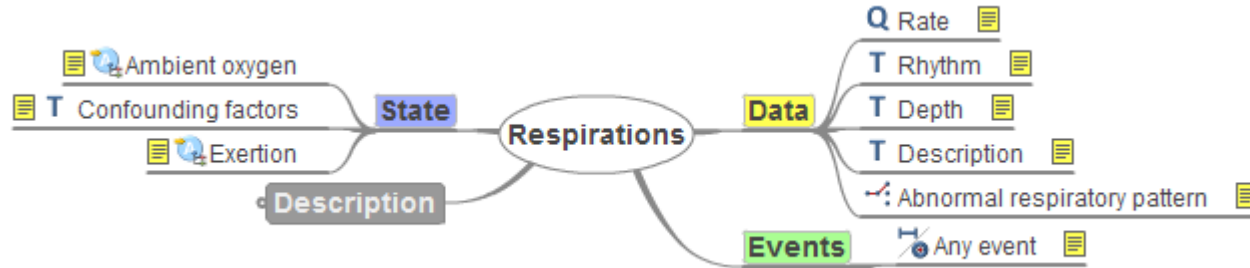 Respirations
State
Ambient oxygen
T Confounding factors
Exertion
Description
Data
Q Rate
T Rhythm
T Depth
T Description
Abnormal respiratory pattern
Events
Any event